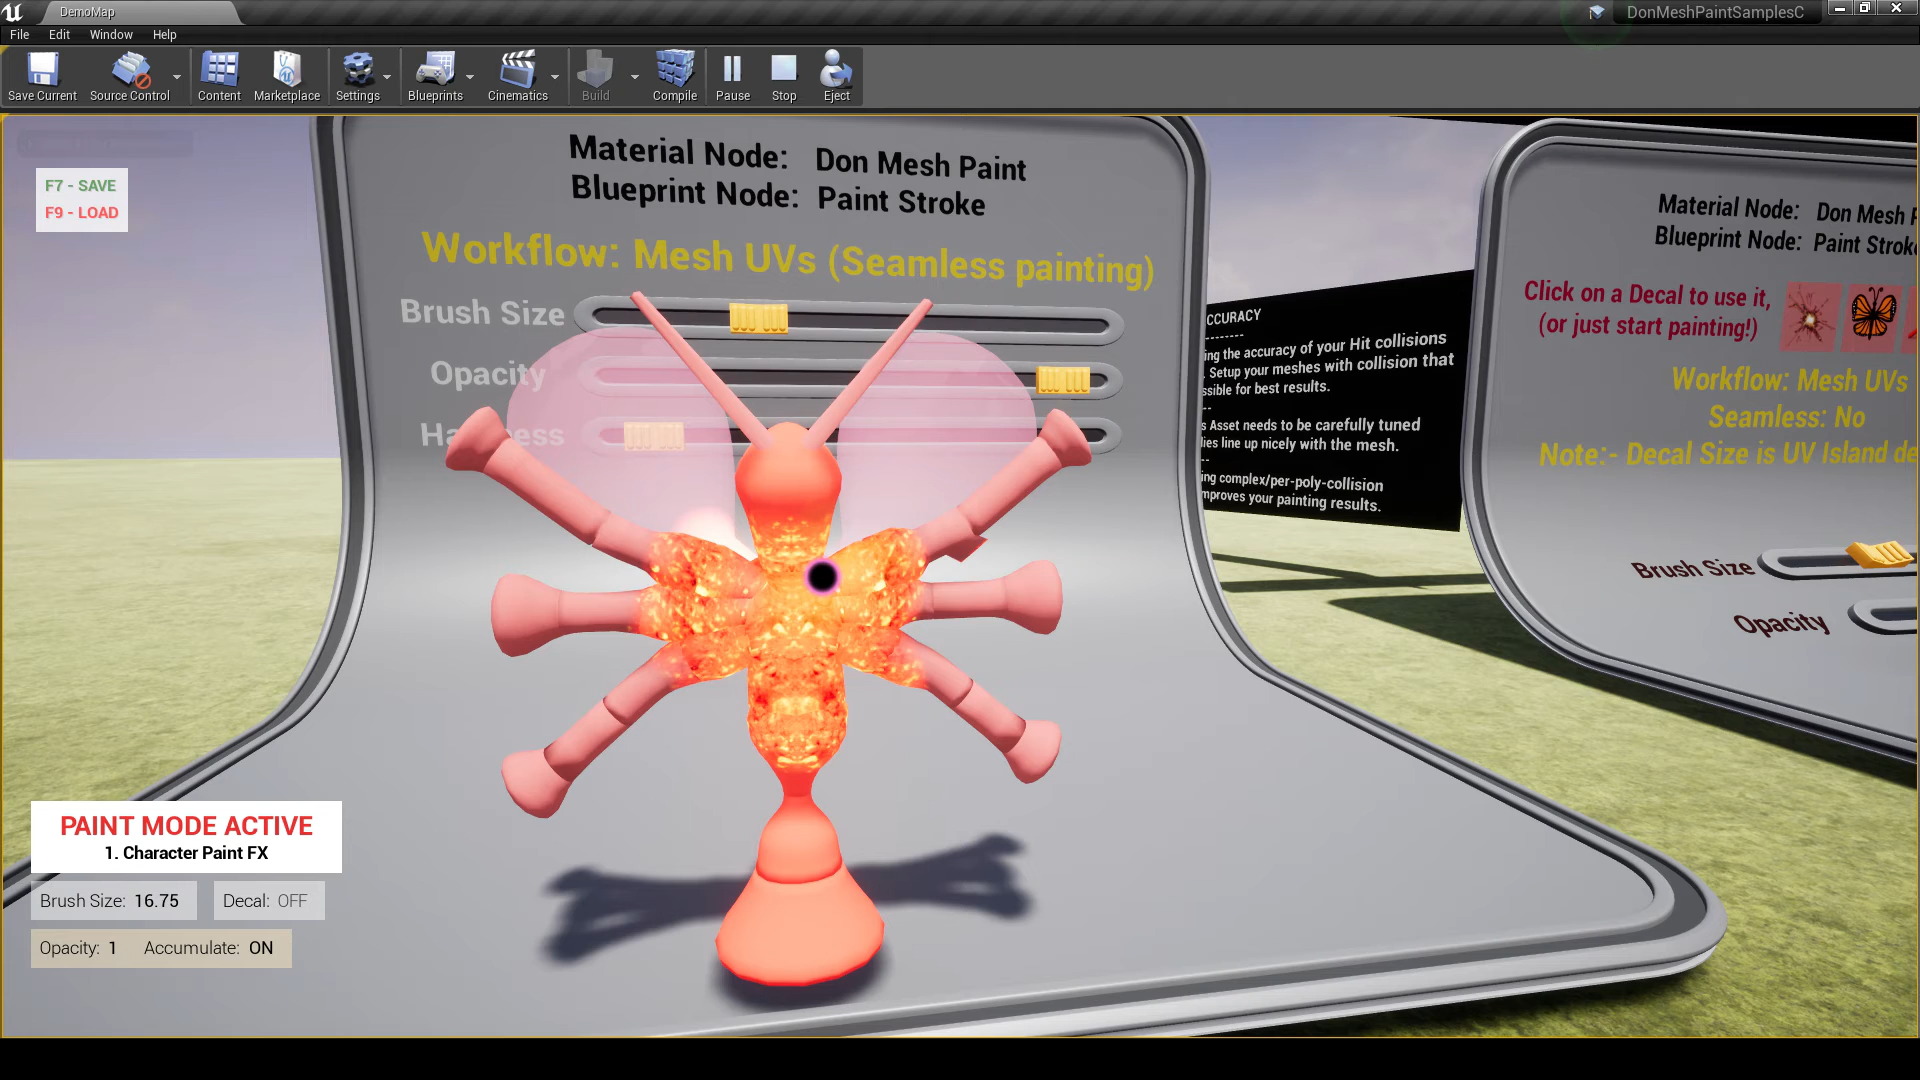 DemoMap
DonMeshPaintSamplesC
File Edit Window Help
Save Current Source Control Content Marketplace Settings Blueprints Cinematics Build Compile Pause Stop Eject
F7 - SAVE
F9 - LOAD
Material Node: Don Mesh Paint
Blueprint Node: Paint Stroke
Workflow: Mesh UVs (Seamless painting)
Brush Size
Opacity
Hardness
CCURACY
---------
ing the accuracy of your Hit collisions
. Setup your meshes with collision that
ssible for best results.
--
s Asset needs to be carefully tuned
lies line up nicely with the mesh.
--
ing complex/per-poly-collision
mproves your painting results.
Material Node: Don Mesh P
Blueprint Node: Paint Stroke
Click on a Decal to use it,
(or just start painting!)
Workflow: Mesh UVs
Seamless: No
Note:- Decal Size is UV Island de
Brush Size
Opacity
PAINT MODE ACTIVE
1. Character Paint FX
Brush Size: 16.75 Decal: OFF
Opacity: 1 Accumulate: ON